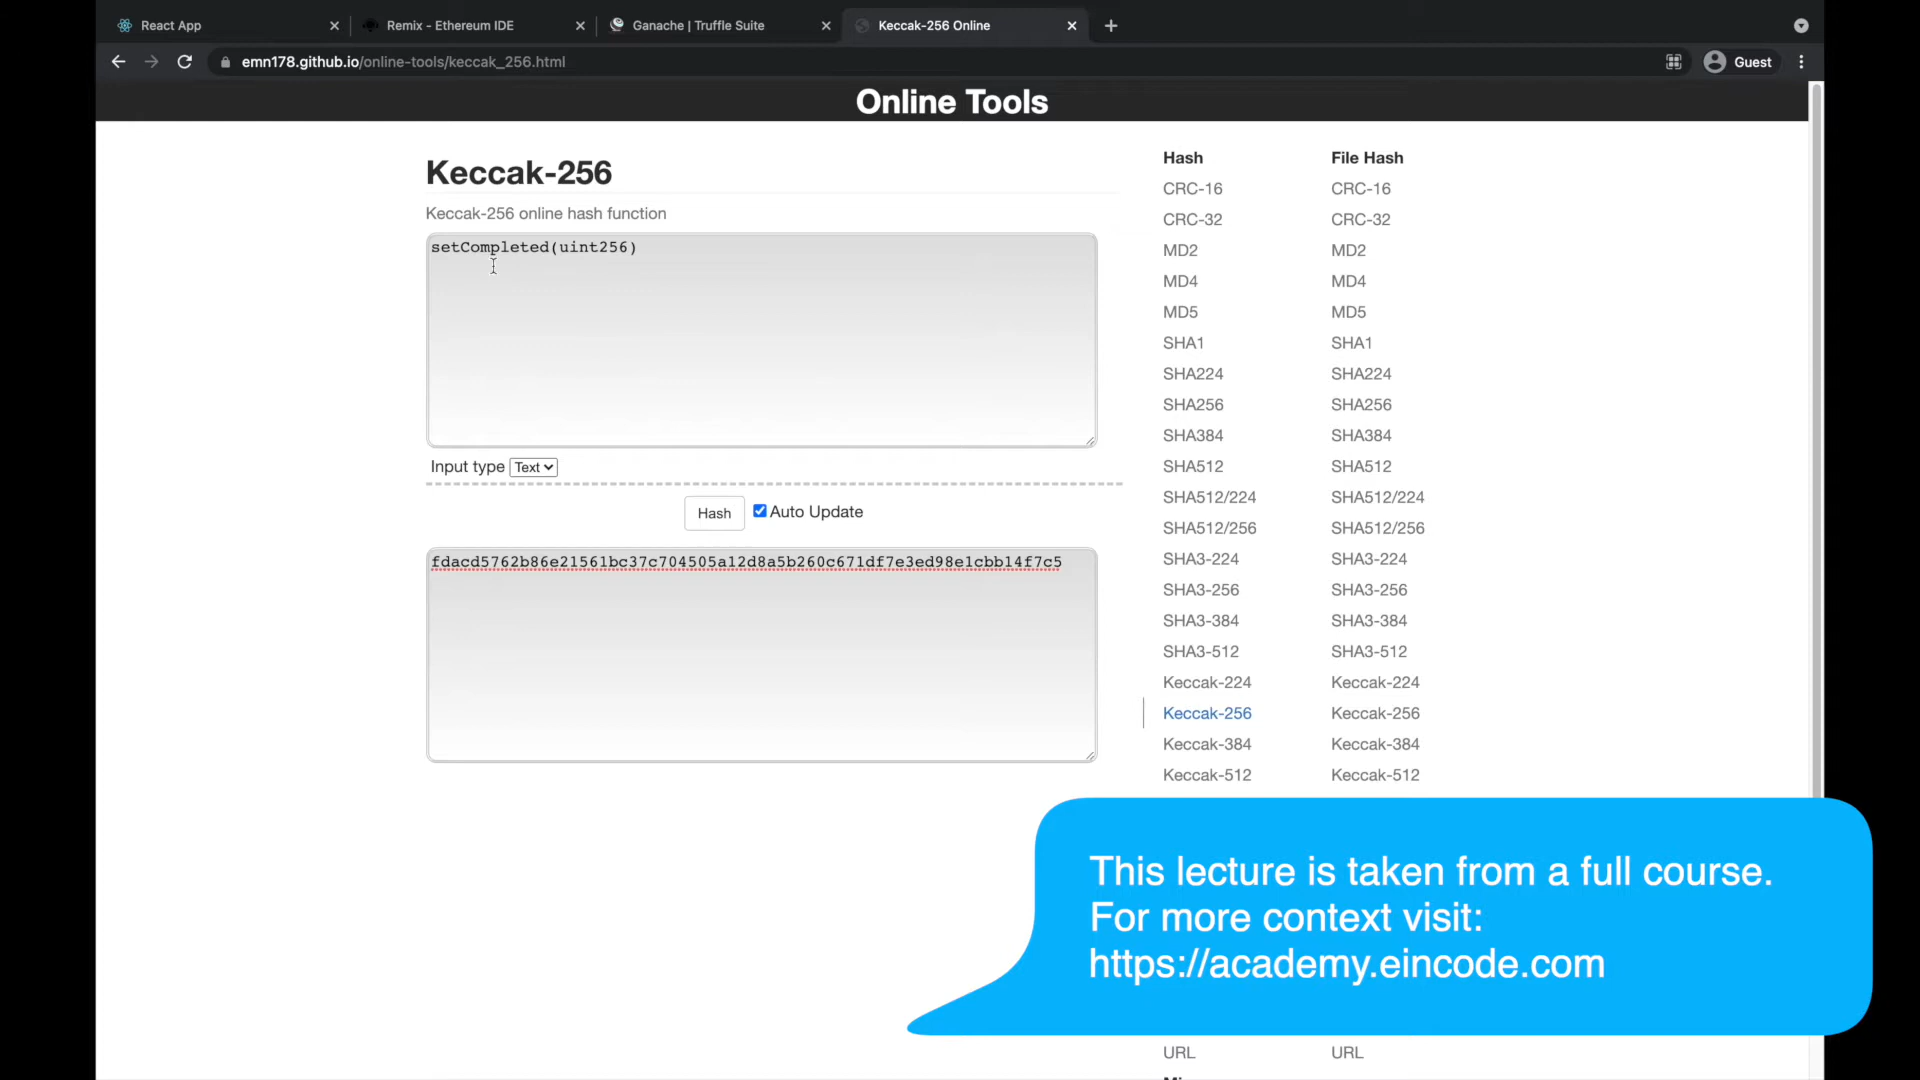 React App
Remix - Ethereum IDE
Ganache | Truffle Suite
Keccak-256 Online
emn178.github.io/online-tools/keccak_256.html
Guest
Online Tools
Keccak-256
Keccak-256 online hash function
setCompleted(uint256)
Input type Text
Hash Auto Update
fdacd5762b86e21561bc37c704505a12d8a5b260c671df7e3ed98e1cbb14f7c5
Hash File Hash
CRC-16 CRC-16
CRC-32 CRC-32
MD2 MD2
MD4 MD4
MD5 MD5
SHA1 SHA1
SHA224 SHA224
SHA256 SHA256
SHA384 SHA384
SHA512 SHA512
SHA512/224 SHA512/224
SHA512/256 SHA512/256
SHA3-224 SHA3-224
SHA3-256 SHA3-256
SHA3-384 SHA3-384
SHA3-512 SHA3-512
Keccak-224 Keccak-224
Keccak-256 Keccak-256
Keccak-384 Keccak-384
Keccak-512 Keccak-512
This lecture is taken from a full course.
For more context visit:
https://academy.eincode.com
URL URL